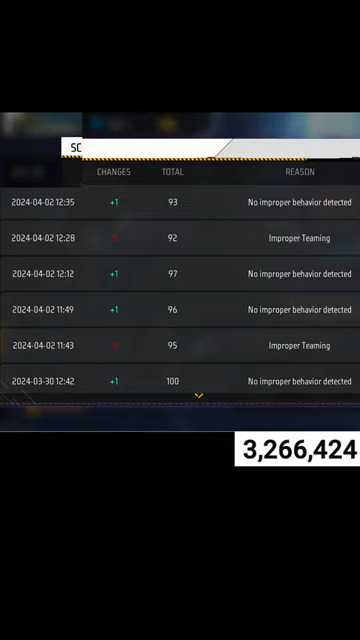 SC
CHANGES TOTAL REASON
2024-04-02 12:35 +1 93 No improper behavior detected
2024-04-02 12:28 92 Improper Teaming
2024-04-02 12:12 +1 97 No improper behavior detected
2024-04-02 11:49 +1 96 No improper behavior detected
2024-04-02 11:43 95 Improper Teaming
2024-03-30 12:42 +1 100 No improper behavior detected
3,266,424